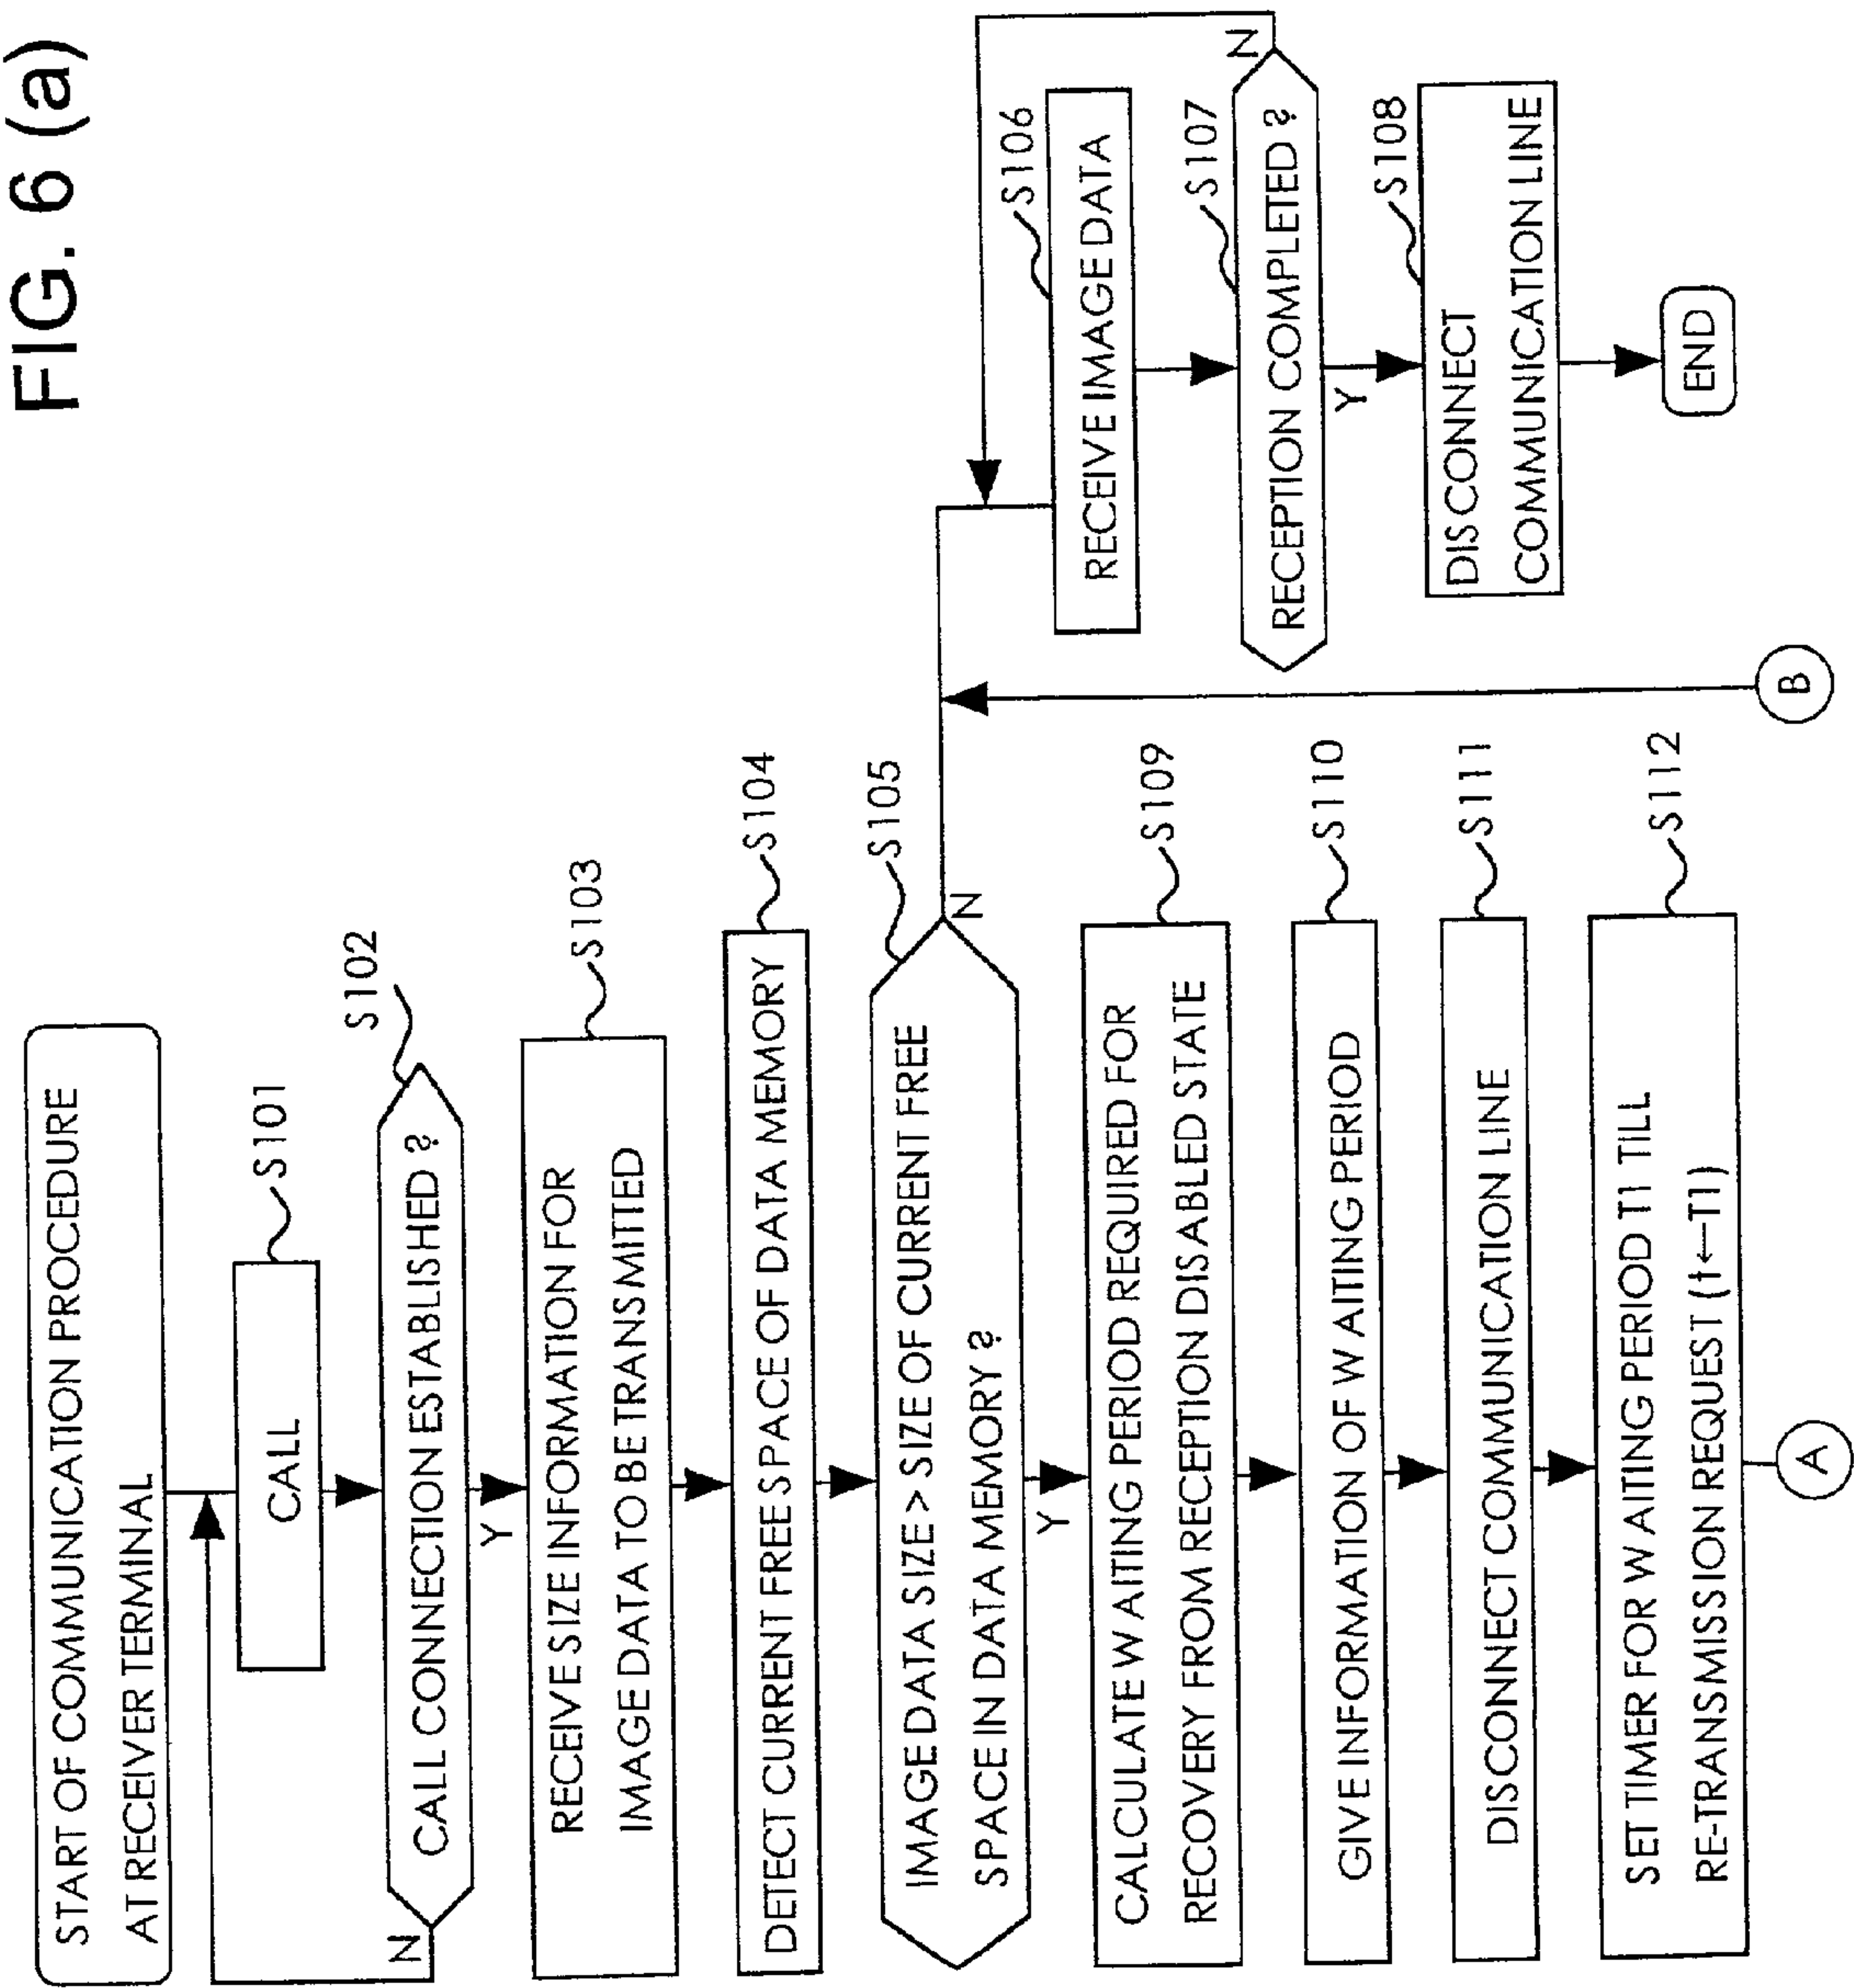 FIG. 6 (a)
START OF COMMUNICATION PROCEDURE
AT RECEIVER TERMINAL
S101
CALL
S102
CALL CONNECTION ESTABLISHED ?
N
Y
S103
RECEIVE SIZE INFORMATION FOR
IMAGE DATA TO BE TRANSMITTED
S104
DETECT CURRENT FREE SPACE OF DATA MEMORY
S105
IMAGE DATA SIZE > SIZE OF CURRENT FREE
SPACE IN DATA MEMORY ?
N
Y
S109
CALCULATE WAITING PERIOD REQUIRED FOR
RECOVERY FROM RECEPTION DISABLED STATE
S110
GIVE INFORMATION OF WAITING PERIOD
S111
DISCONNECT COMMUNICATION LINE
S112
SET TIMER FOR WAITING PERIOD T1 TILL
RE-TRANSMISSION REQUEST (t←T1)
A
S106
RECEIVE IMAGE DATA
S107
RECEPTION COMPLETED ?
N
Y
S108
DISCONNECT
COMMUNICATION LINE
END
B